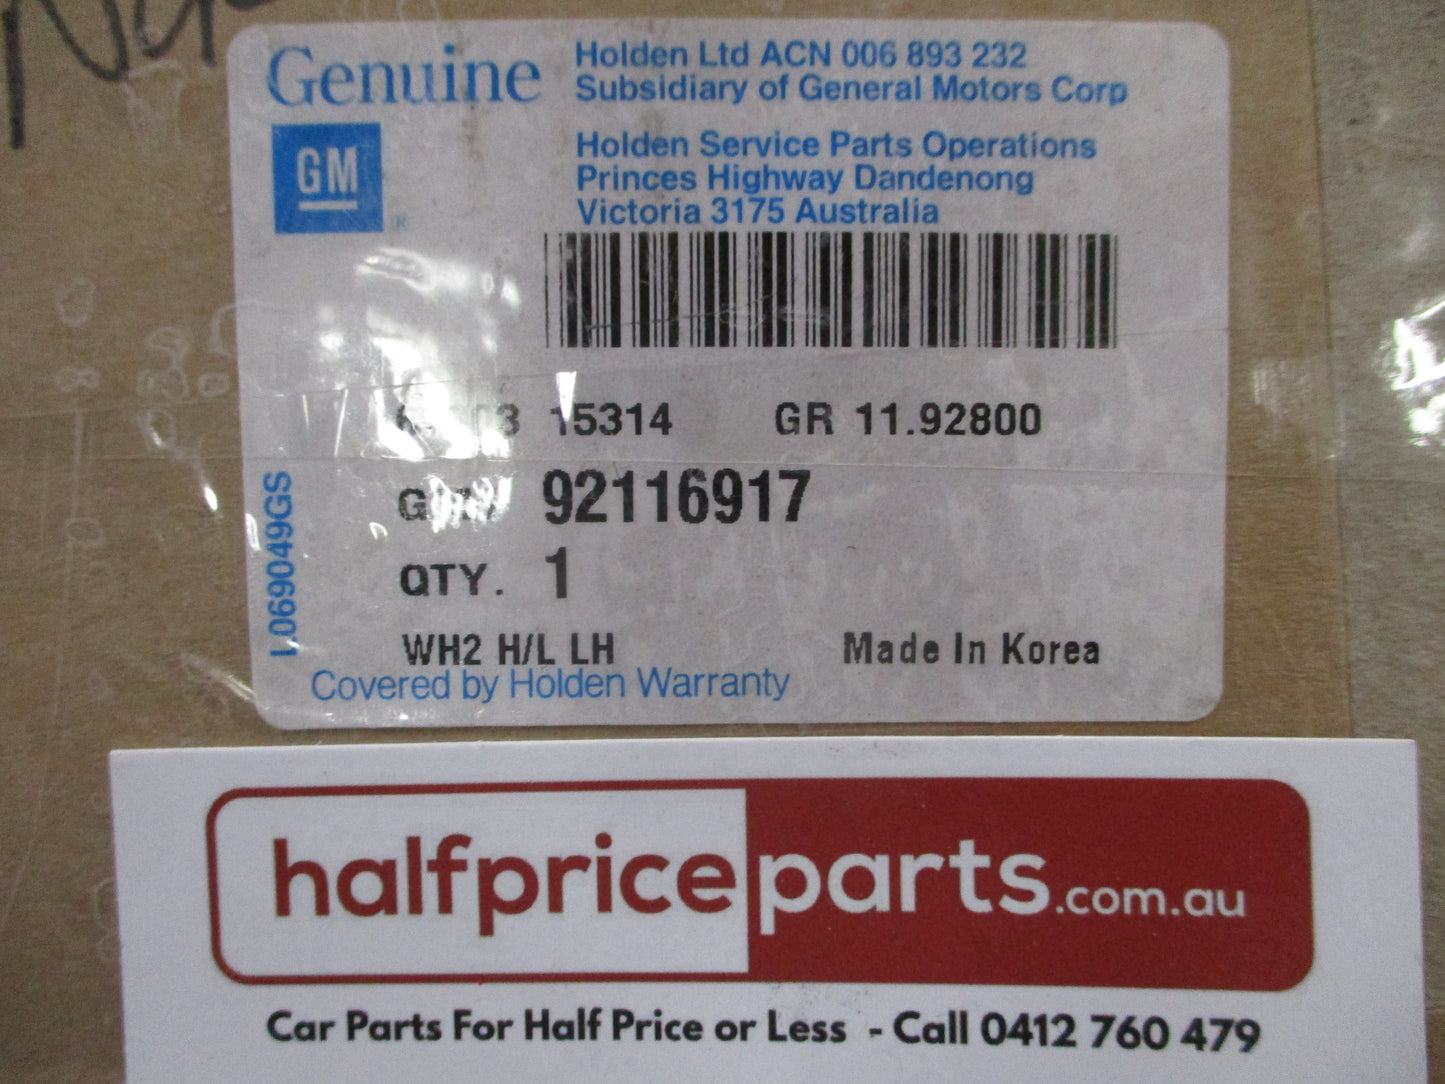 Genuine
Holden Ltd ACN 006 893 232
Subsidiary of General Motors Corp
GM
®
Holden Service Parts Operations
Princes Highway Dandenong
Victoria 3175 Australia
15314 GR 11.92800
92116917
QTY. 1
WH2 H/L LH Made In Korea
Covered by Holden Warranty
L069049GS
halfpriceparts.com.au
Car Parts For Half Price or Less - Call 0412 760 479